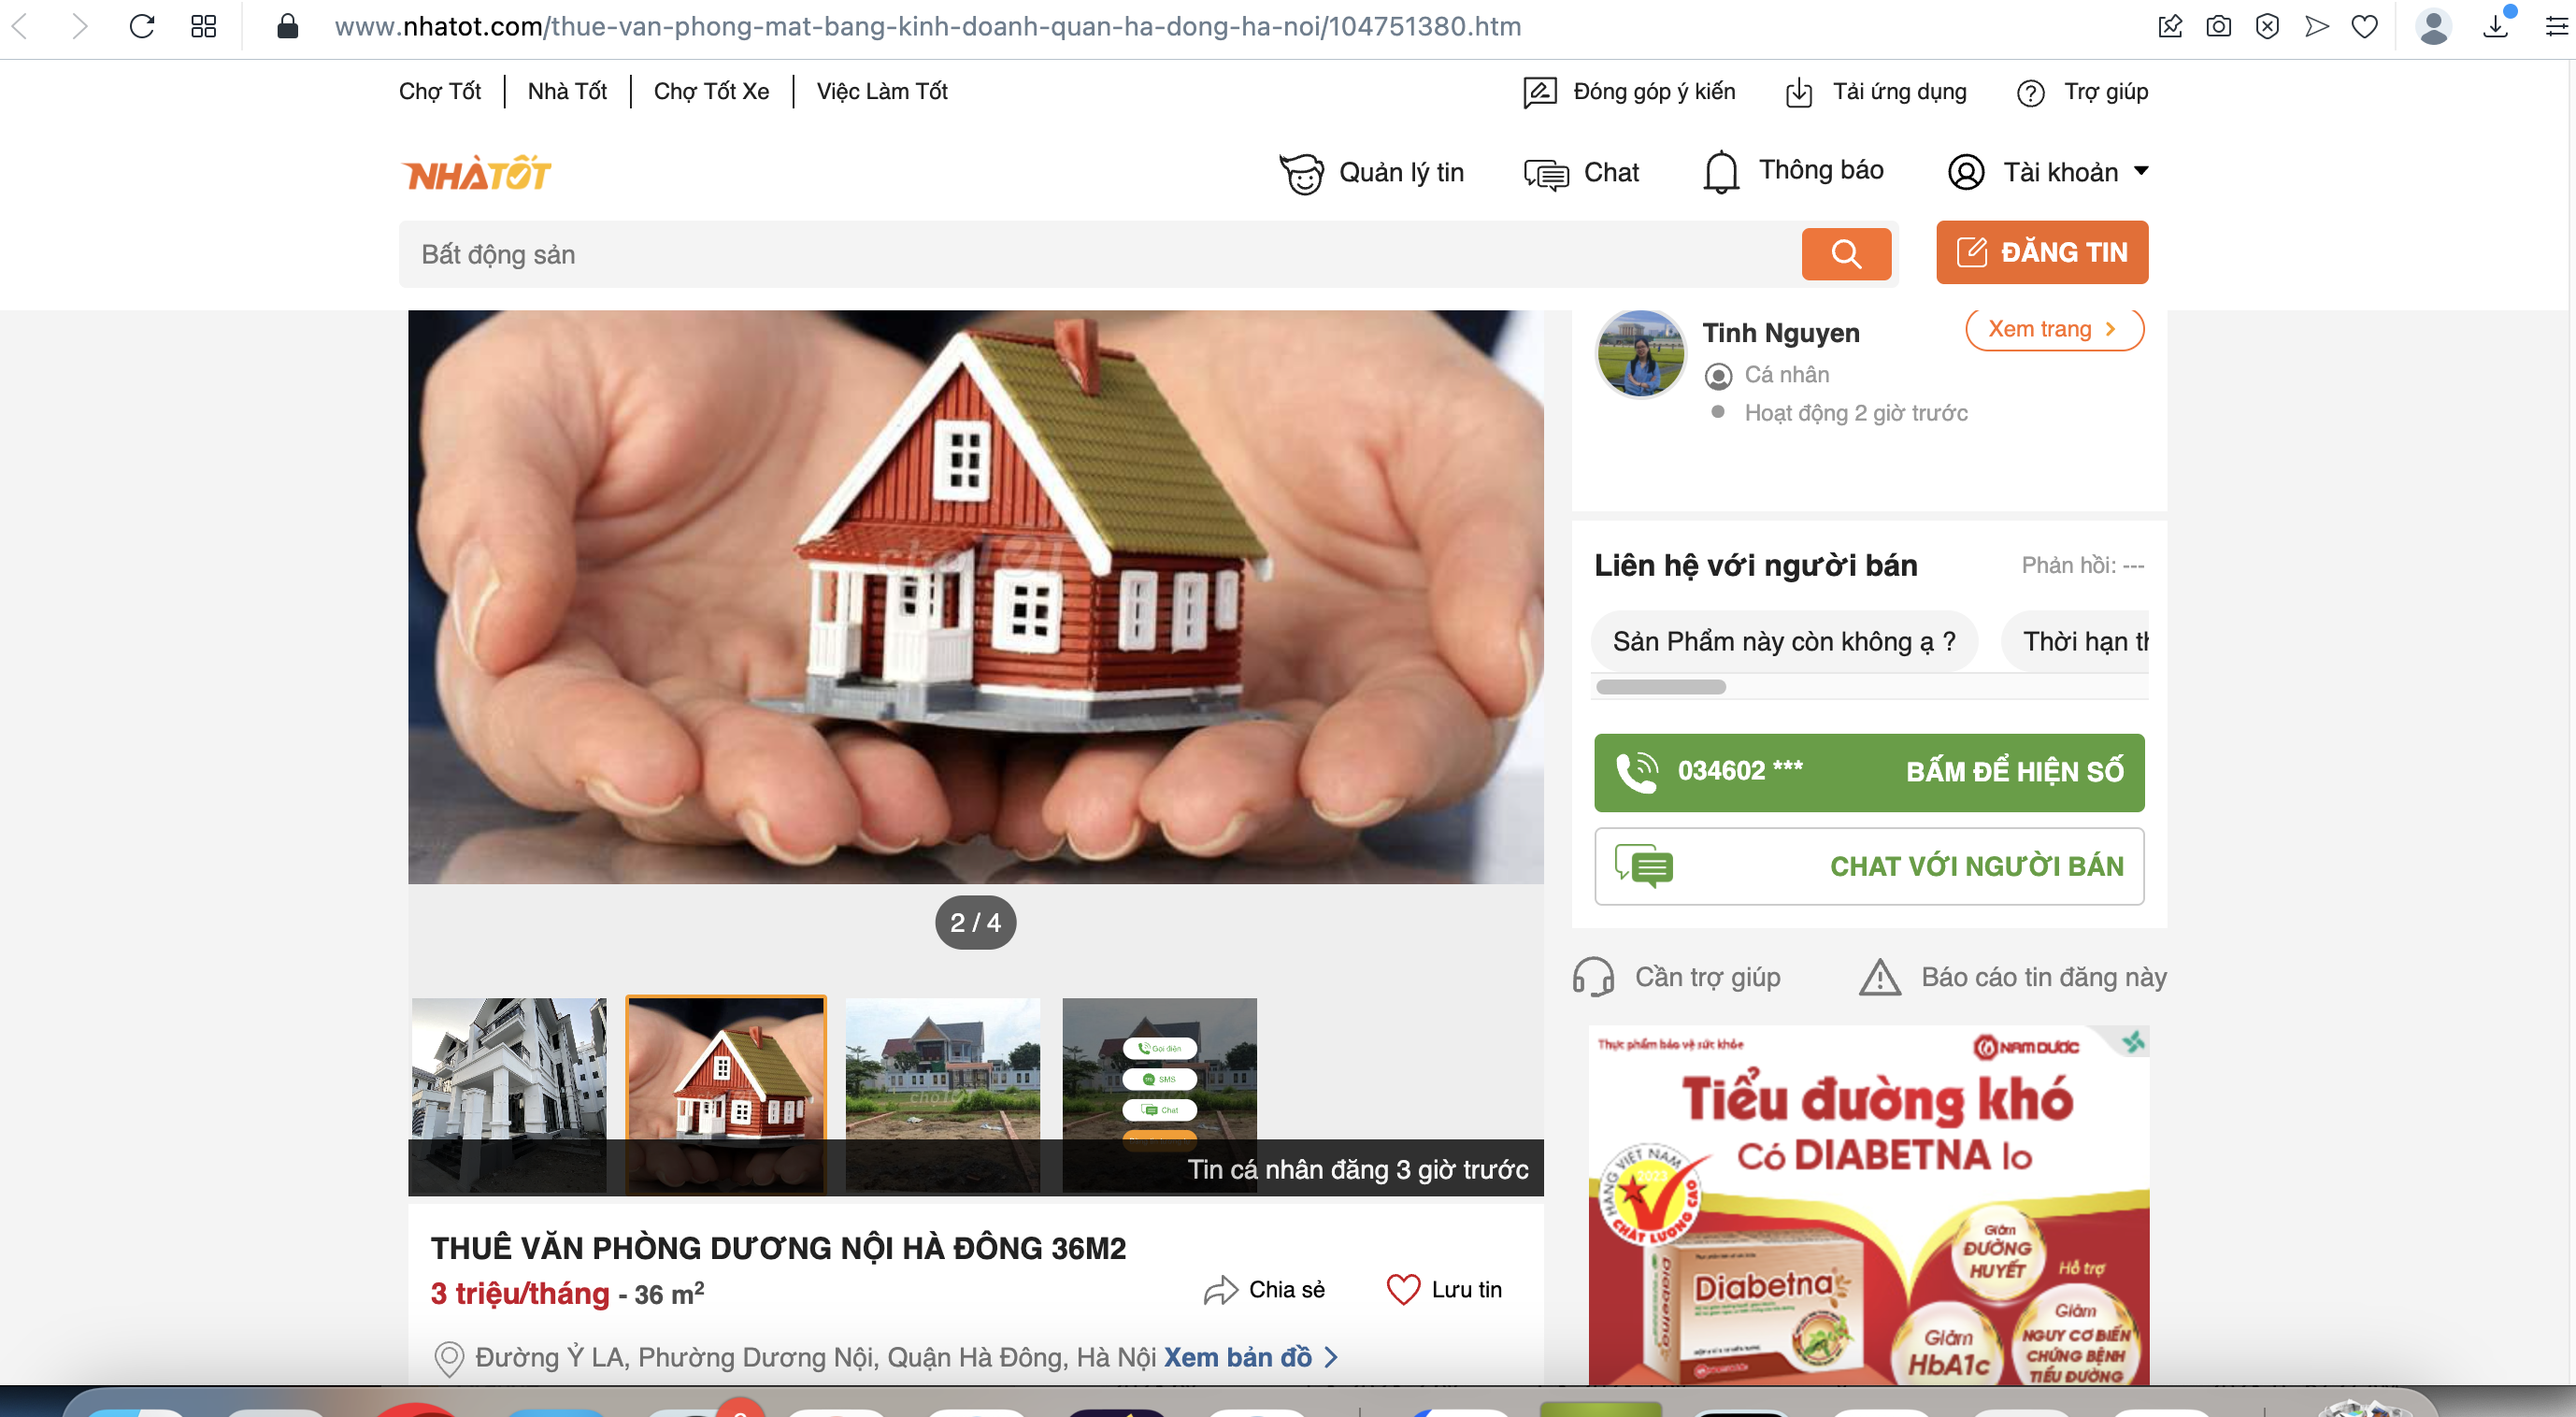 www.nhatot.com/thue-van-phong-mat-bang-kinh-doanh-quan-ha-dong-ha-noi/104751380.htm
Chợ Tốt
Nhà Tốt
Chợ Tốt Xe
Việc Làm Tốt
Đóng góp ý kiến
Tải ứng dụng
Trợ giúp
NHÀTỐT
Quản lý tin
Chat
Thông báo
Tài khoản
Bất động sản
ĐĂNG TIN
Tinh Nguyen
Xem trang
Cá nhân
Hoạt động 2 giờ trước
Liên hệ với người bán
Phản hồi: ---
Sản Phẩm này còn không ạ ?
Thời hạn
034602 ***
BẤM ĐỂ HIỆN SỐ
CHAT VỚI NGƯỜI BÁN
Cần trợ giúp
Báo cáo tin đăng này
choTỐT
2 / 4
choTỐT
Gọi điện
SMS
Chat
Tin cá nhân đăng 3 giờ trước
THUÊ VĂN PHÒNG DƯƠNG NỘI HÀ ĐÔNG 36M2
3 triệu/tháng - 36 m²
Chia sẻ
Lưu tin
Đường Ỷ LA, Phường Dương Nội, Quận Hà Đông, Hà Nội Xem bản đồ
Thực phẩm bảo vệ sức khỏe
NAM DƯỢC
Tiểu đường khó
Có DIABETNA lo
HÀNG VIỆT NAM
2023
CHẤT LƯỢNG CAO
Diabetna
Diabetna
Giảm
ĐƯỜNG
HUYẾT
Hỗ trợ
Giảm
HbA1c
Giảm
NGUY CƠ BIẾN
CHỨNG BỆNH
TIỂU ĐƯỜNG